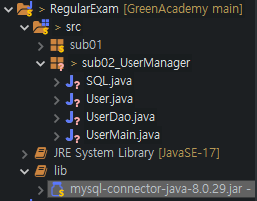 > RegularExam [GreenAcademy main]
> src
sub01
> sub02_UserManager
SQL.java
User.java
UserDao.java
UserMain.java
JRE System Library [JavaSE-17]
lib
mysql-connector-java-8.0.29.jar -